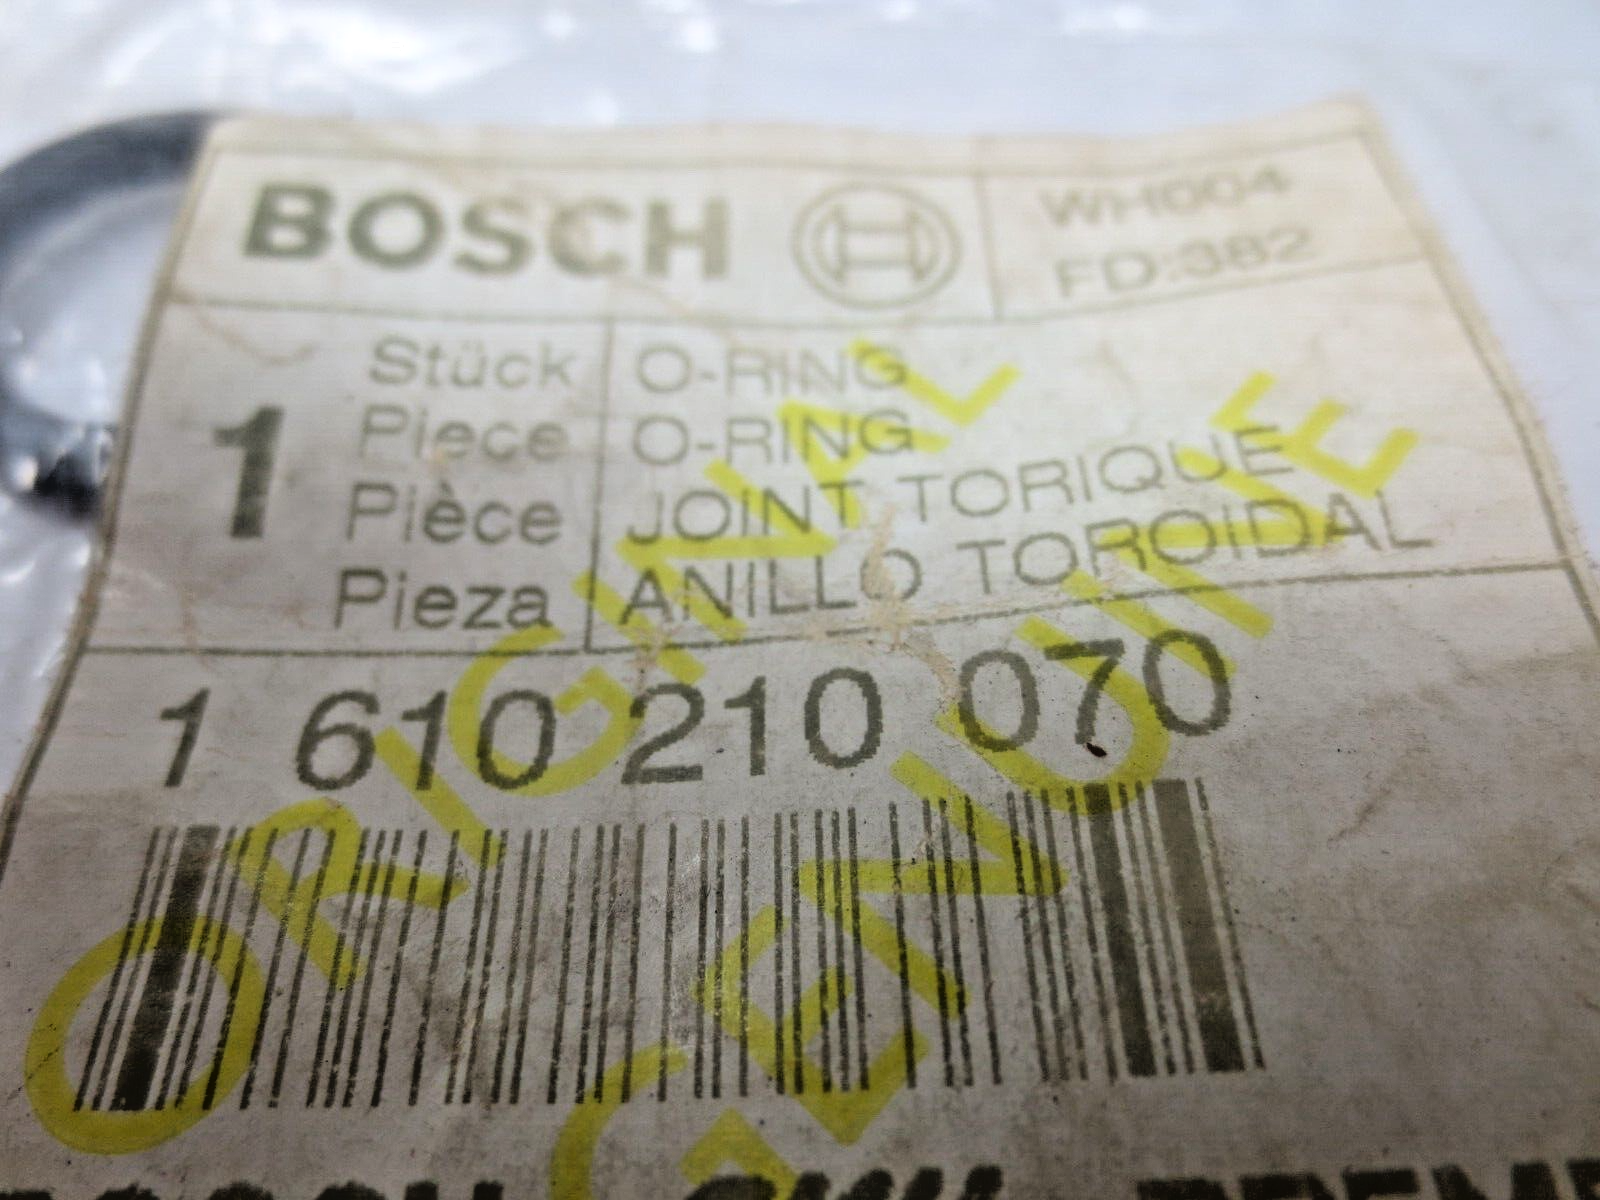 BOSCH
WH004
FD:382
1
Stück
Piece
Pièce
Pieza
O-RING
O-RING
JOINT TORIQUE
ANILLO TOROIDAL
1 610 210 070
ORIGINAL
GENUINE